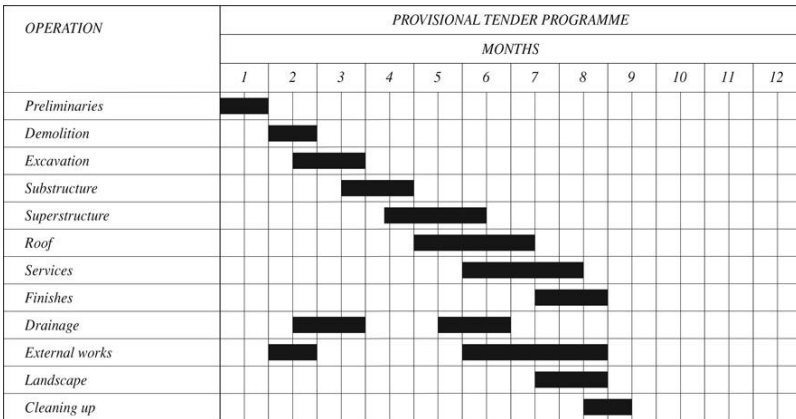 OPERATION
PROVISIONAL TENDER PROGRAMME
MONTHS
1 2 3 4 5 6 7 8 9 10 11 12
Preliminaries
Demolition
Excavation
Substructure
Superstructure
Roof
Services
Finishes
Drainage
External works
Landscape
Cleaning up